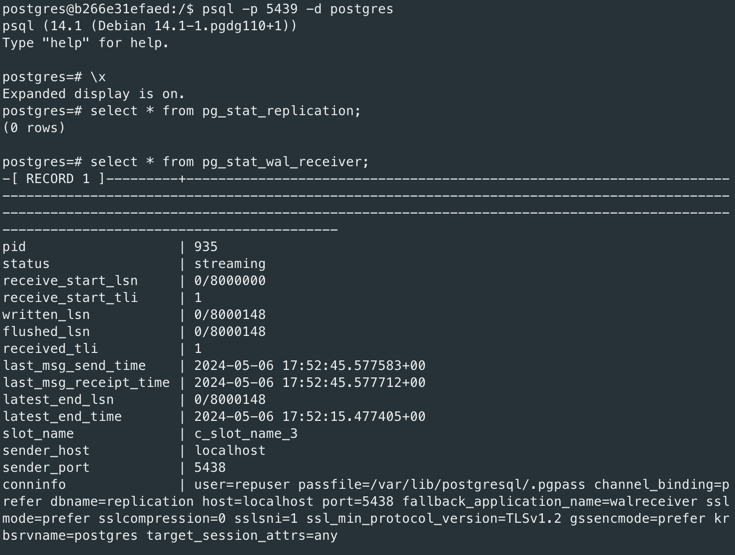 postgres@b266e31efaed:/$ psql -p 5439 -d postgres
psql (14.1 (Debian 14.1-1.pgdg110+1))
Type "help" for help.

postgres=# \x
Expanded display is on.
postgres=# select * from pg_stat_replication;
(0 rows)

postgres=# select * from pg_stat_wal_receiver;
-[ RECORD 1 ]---------+--------------------------------------------------------------------
-------------------------------------------------------------------------------------------
-------------------------------------------------------------------------------------------
------------------------------------------
pid                   | 935
status                | streaming
receive_start_lsn     | 0/8000000
receive_start_tli     | 1
written_lsn           | 0/8000148
flushed_lsn           | 0/8000148
received_tli          | 1
last_msg_send_time    | 2024-05-06 17:52:45.577583+00
last_msg_receipt_time | 2024-05-06 17:52:45.577712+00
latest_end_lsn        | 0/8000148
latest_end_time       | 2024-05-06 17:52:15.477405+00
slot_name             | c_slot_name_3
sender_host           | localhost
sender_port           | 5438
conninfo              | user=repuser passfile=/var/lib/postgresql/.pgpass channel_binding=p
refer dbname=replication host=localhost port=5438 fallback_application_name=walreceiver ssl
mode=prefer sslcompression=0 sslsni=1 ssl_min_protocol_version=TLSv1.2 gssencmode=prefer kr
bsrvname=postgres target_session_attrs=any